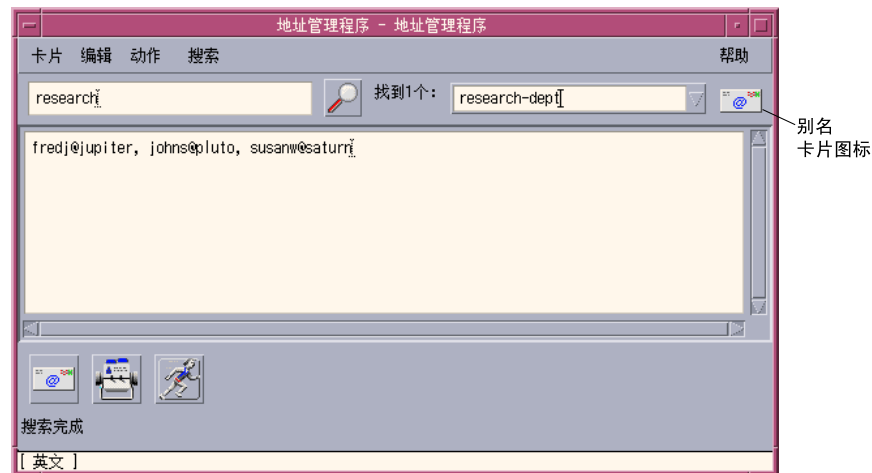 地址管理程序 - 地址管理程序
卡片 编辑 动作 搜索 帮助
research 找到1个: research-dept
别名
卡片图标
fredj@jupiter, johns@pluto, susanw@saturn
搜索完成
[ 英文 ]